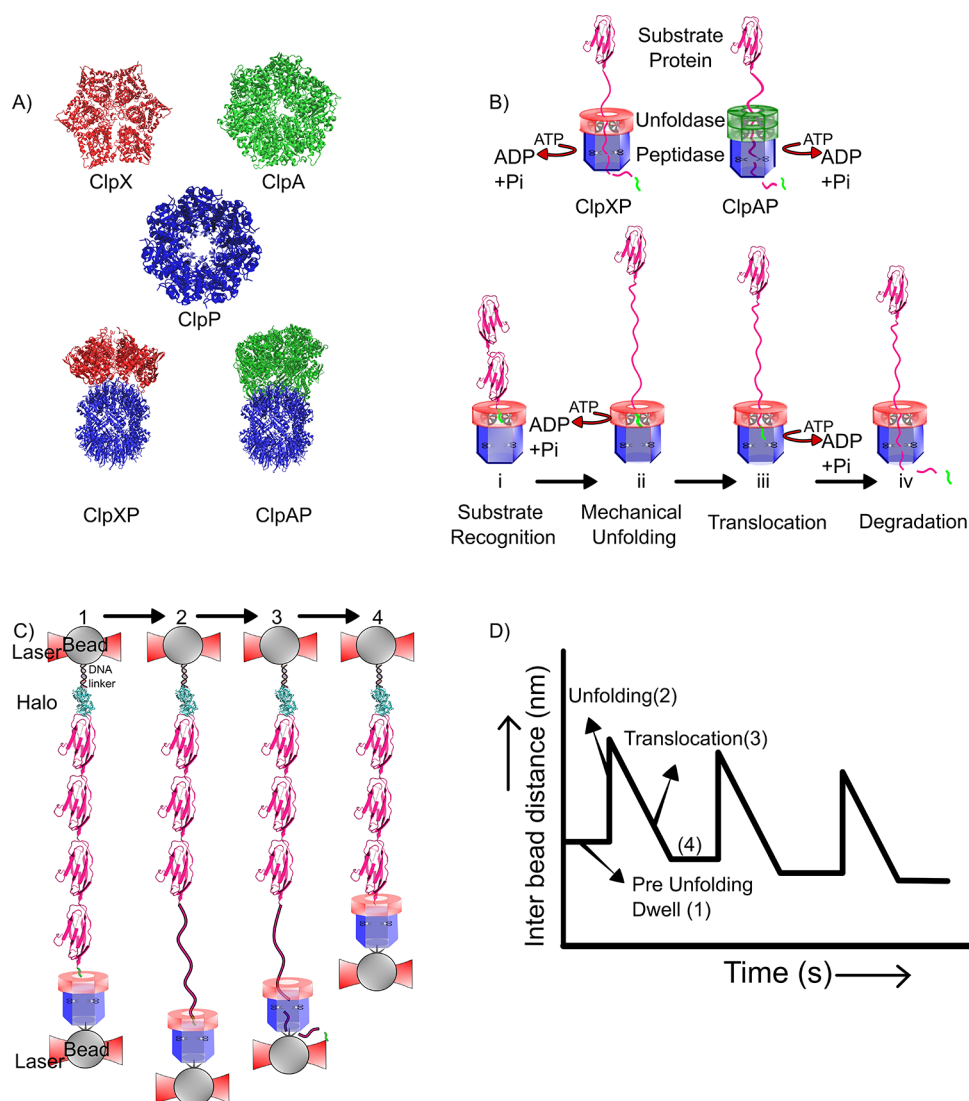 A)
ClpX
ClpA
ClpP
ClpXP
ClpAP
B)
Substrate
Protein
Unfoldase
Peptidase
ATP
ADP
+Pi
ATP
ADP
+Pi
ClpXP
ClpAP
ATP
ADP
+Pi
ATP
ADP
+Pi
i
ii
iii
iv
Substrate
Recognition
Mechanical
Unfolding
Translocation
Degradation
C)
1
2
3
4
Laser
Bead
DNA
linker
Halo
Laser
Bead
D)
Inter bead distance (nm)
Unfolding(2)
Translocation(3)
(4)
Pre Unfolding
Dwell (1)
Time (s)